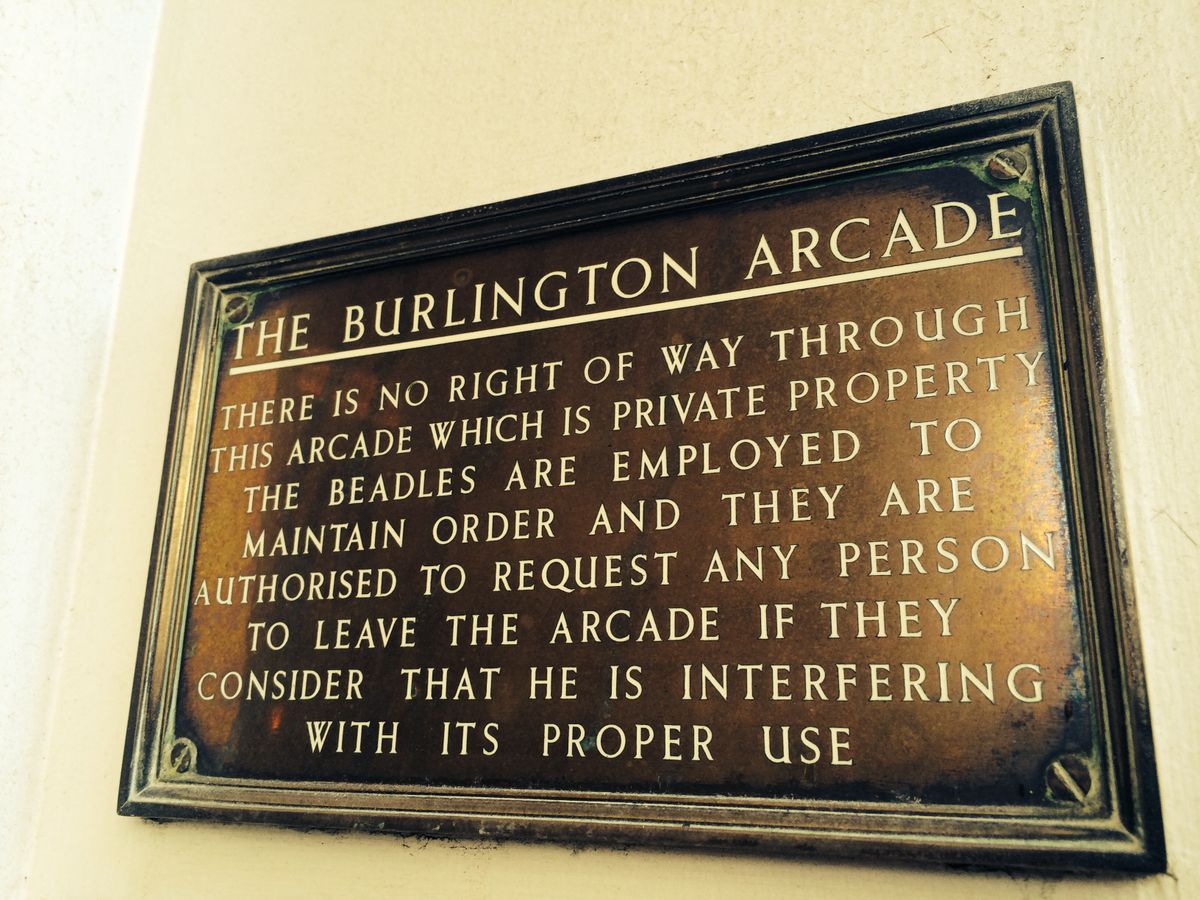 THE BURLINGTON ARCADE
THERE IS NO RIGHT OF WAY THROUGH
THIS ARCADE WHICH IS PRIVATE PROPERTY
THE BEADLES ARE EMPLOYED TO
MAINTAIN ORDER AND THEY ARE
AUTHORISED TO REQUEST ANY PERSON
TO LEAVE THE ARCADE IF THEY
CONSIDER THAT HE IS INTERFERING
WITH ITS PROPER USE